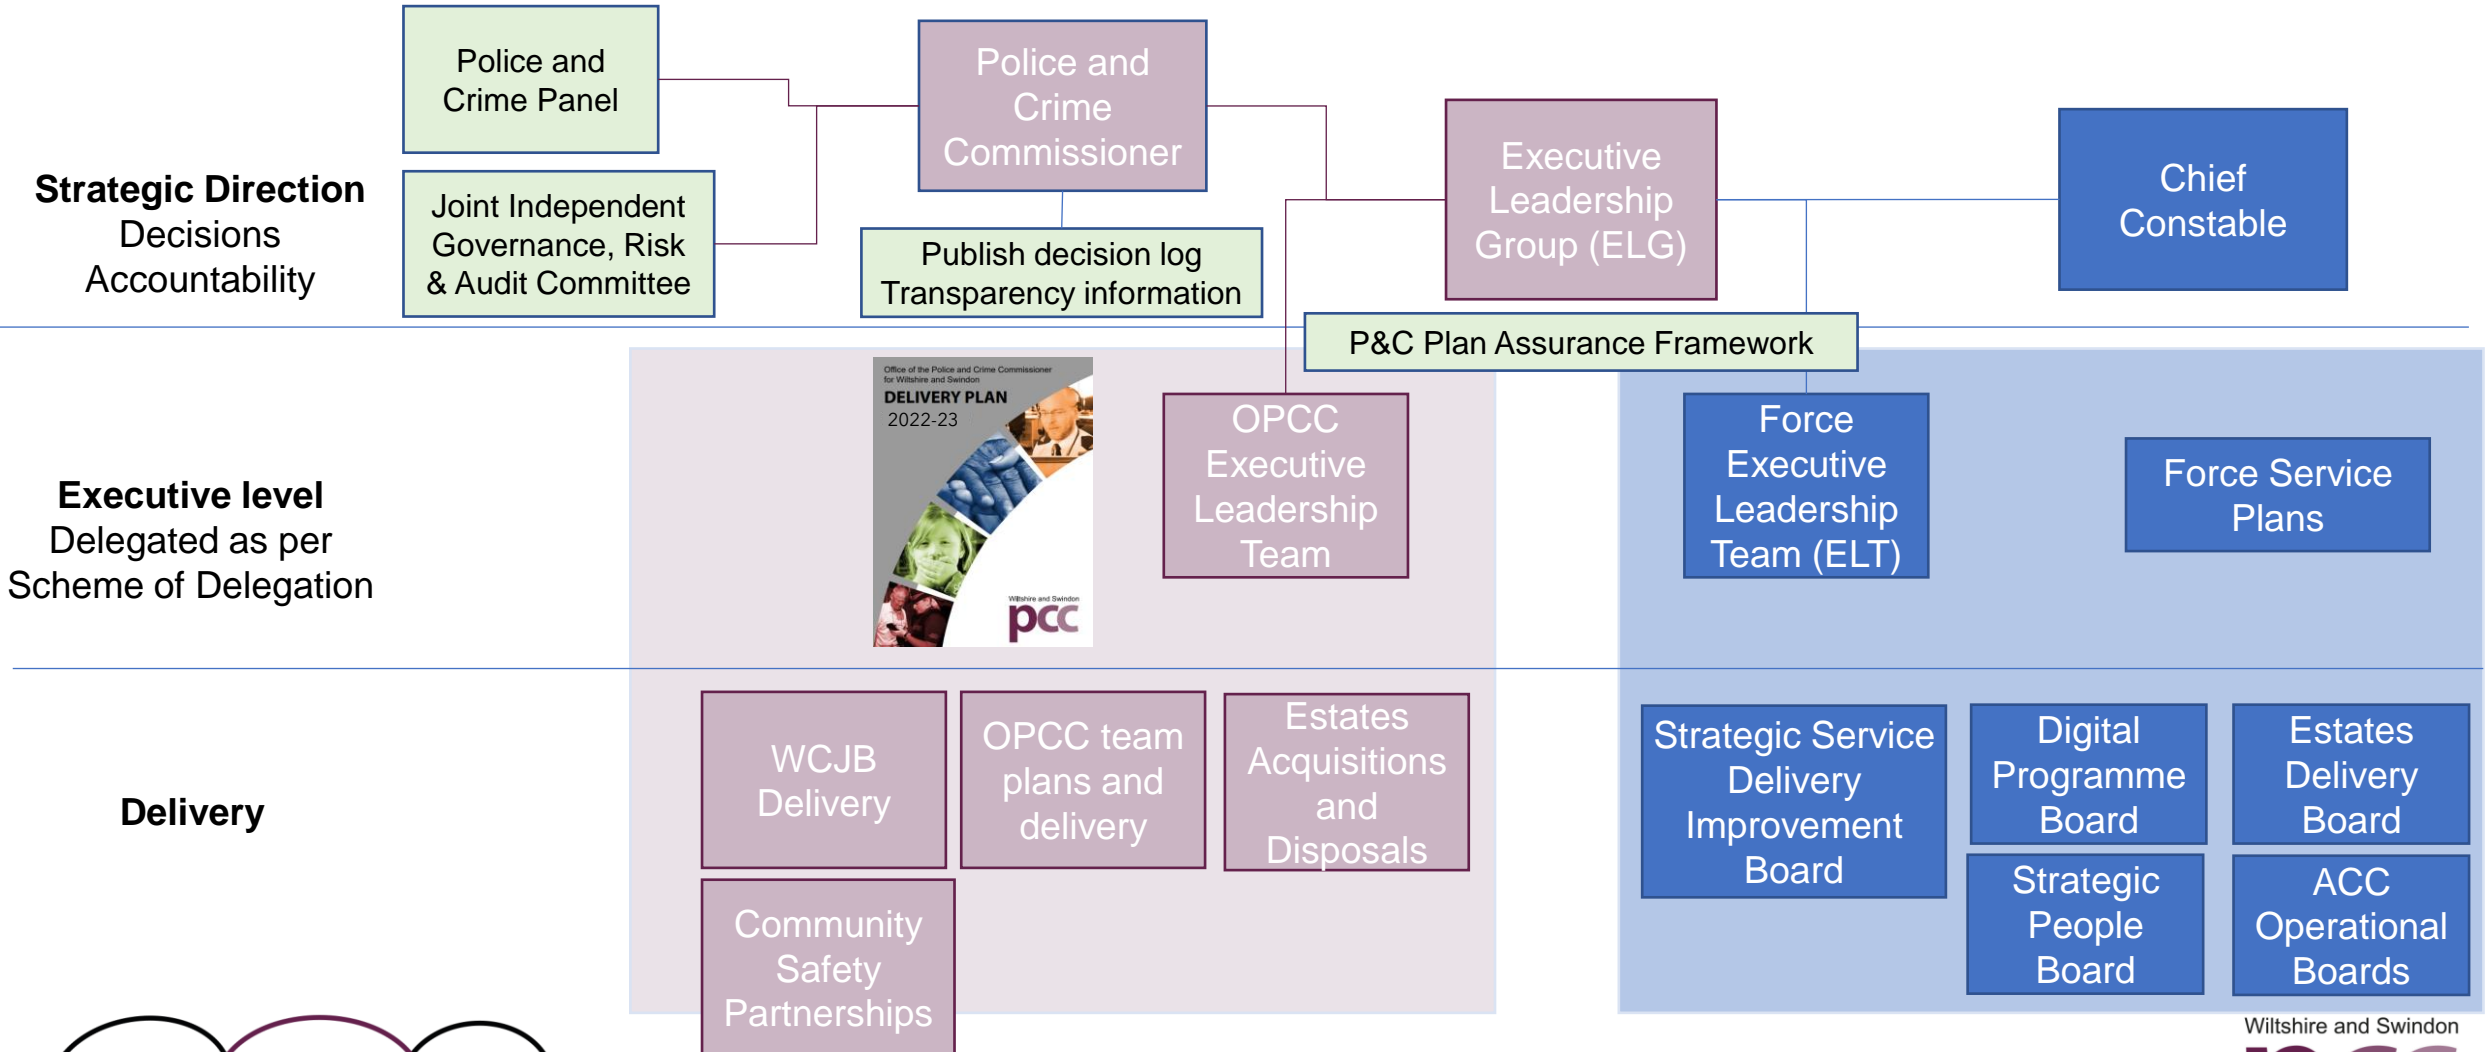 Police and
Crime Panel
Police and
Crime
Commissioner
Executive
Leadership
Group (ELG)
Chief
Constable
Strategic Direction
Decisions
Accountability
Joint Independent
Governance, Risk
& Audit Committee
Publish decision log
Transparency information
P&C Plan Assurance Framework
Office of the Police and Crime Commissioner
for Wiltshire and Swindon
DELIVERY PLAN
2022-23
Wiltshire and Swindon
pcc
OPCC
Executive
Leadership
Team
Force
Executive
Leadership
Team (ELT)
Force Service
Plans
Executive level
Delegated as per
Scheme of Delegation
Delivery
WCJB
Delivery
OPCC team
plans and
delivery
Estates
Acquisitions
and
Disposals
Community
Safety
Partnerships
Strategic Service
Delivery
Improvement
Board
Digital
Programme
Board
Estates
Delivery
Board
Strategic
People
Board
ACC
Operational
Boards
Wiltshire and Swindon